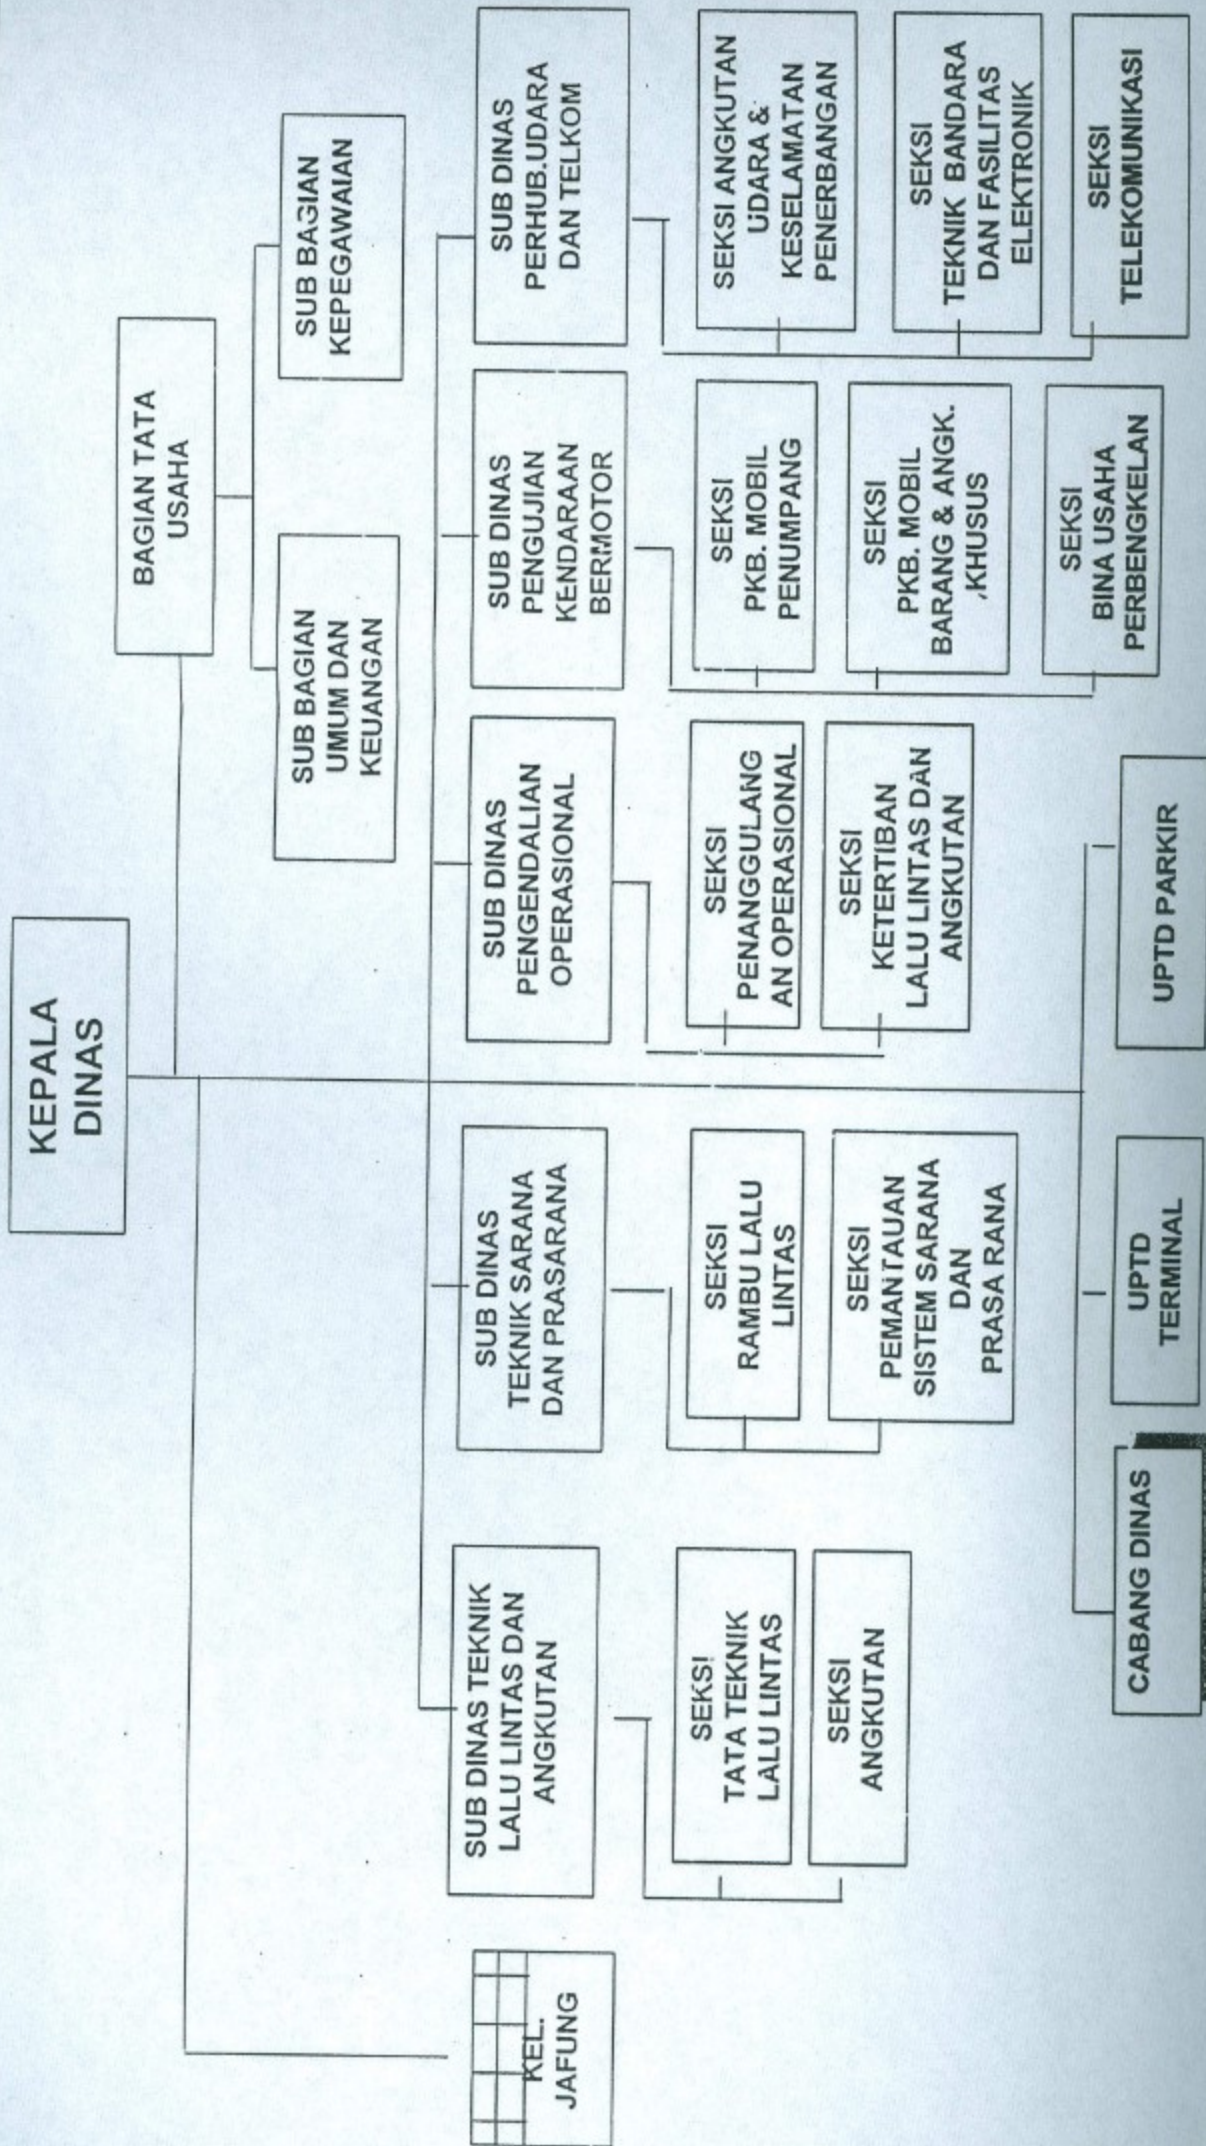 KEPALA
DINAS
BAGIAN TATA
USAHA
SUB BAGIAN
UMUM DAN
KEUANGAN
SUB BAGIAN
KEPEGAWAIAN
KEL.
JAFUNG
SUB DINAS TEKNIK
LALU LINTAS DAN
ANGKUTAN
SUB DINAS
TEKNIK SARANA
DAN PRASARANA
SUB DINAS
PENGENDALIAN
OPERASIONAL
SUB DINAS
PENGUJIAN
KENDARAAN
BERMOTOR
SUB DINAS
PERHUB.UDARA
DAN TELKOM
SEKSI
TATA TEKNIK
LALU LINTAS
SEKSI
ANGKUTAN
SEKSI
RAMBU LALU
LINTAS
SEKSI
PEMANTAUAN
SISTEM SARANA
DAN
PRASA RANA
SEKSI
PENANGGULANG
AN OPERASIONAL
SEKSI
KETERTIBAN
LALU LINTAS DAN
ANGKUTAN
SEKSI
PKB. MOBIL
PENUMPANG
SEKSI
PKB. MOBIL
BARANG & ANGK.
KHUSUS
SEKSI
BINA USAHA
PERBENGKELAN
SEKSI ANGKUTAN
UDARA &
KESELAMATAN
PENERBANGAN
SEKSI
TEKNIK BANDARA
DAN FASILITAS
ELEKTRONIK
SEKSI
TELEKOMUNIKASI
CABANG DINAS
UPTD
TERMINAL
UPTD PARKIR